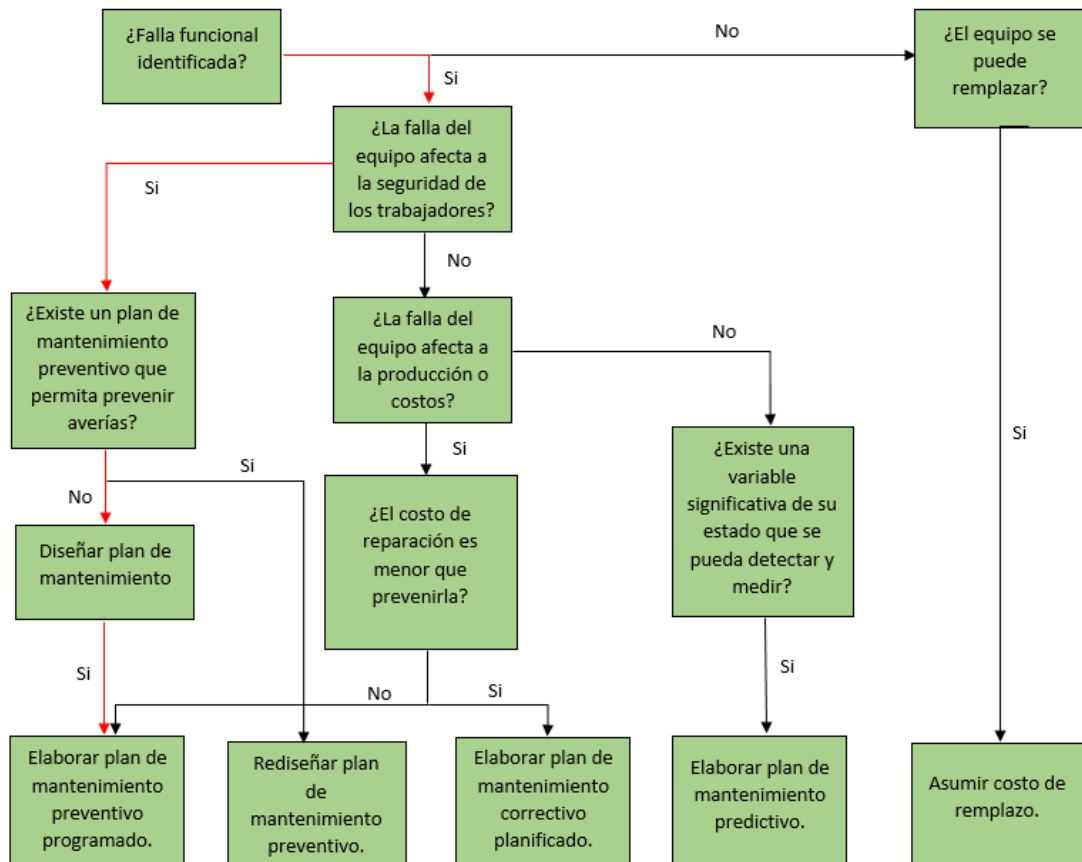 ¿Falla funcional
identificada?
No
¿El equipo se
puede
remplazar?
Si
¿La falla del
equipo afecta a
la seguridad de
los trabajadores?
Si
No
¿Existe un plan de
mantenimiento
preventivo que
permita prevenir
averías?
¿La falla del
equipo afecta a
la producción o
costos?
No
Si
Si
Si
No
¿Existe una
variable
significativa de su
estado que se
pueda detectar y
medir?
Diseñar plan de
mantenimiento
¿El costo de
reparación es
menor que
prevenirla?
Si
No
Si
Si
Elaborar plan de
mantenimiento
preventivo
programado.
Rediseñar plan
de
mantenimiento
preventivo.
Elaborar plan de
mantenimiento
correctivo
planificado.
Elaborar plan de
mantenimiento
predictivo.
Asumir costo de
remplazo.